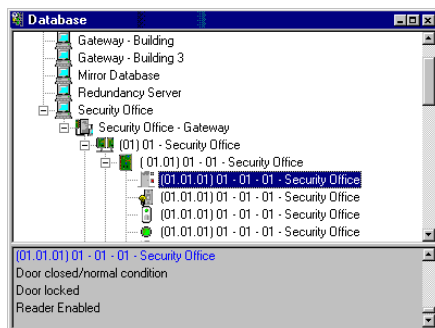 Database
Gateway - Building
Gateway - Building 3
Mirror Database
Redundancy Server
Security Office
Security Office - Gateway
(01) 01 - Security Office
( 01.01) 01 - 01 - Security Office
(01.01.01) 01 - 01 - 01 - Security Office
(01.01.01) 01 - 01 - 01 - Security Office
(01.01.01) 01 - 01 - 01 - Security Office
(01.01.01) 01 - 01 - 01 - Security Office
(01.01.01) 01 - 01 - 01 - Security Office
Door closed/normal condition
Door locked
Reader Enabled